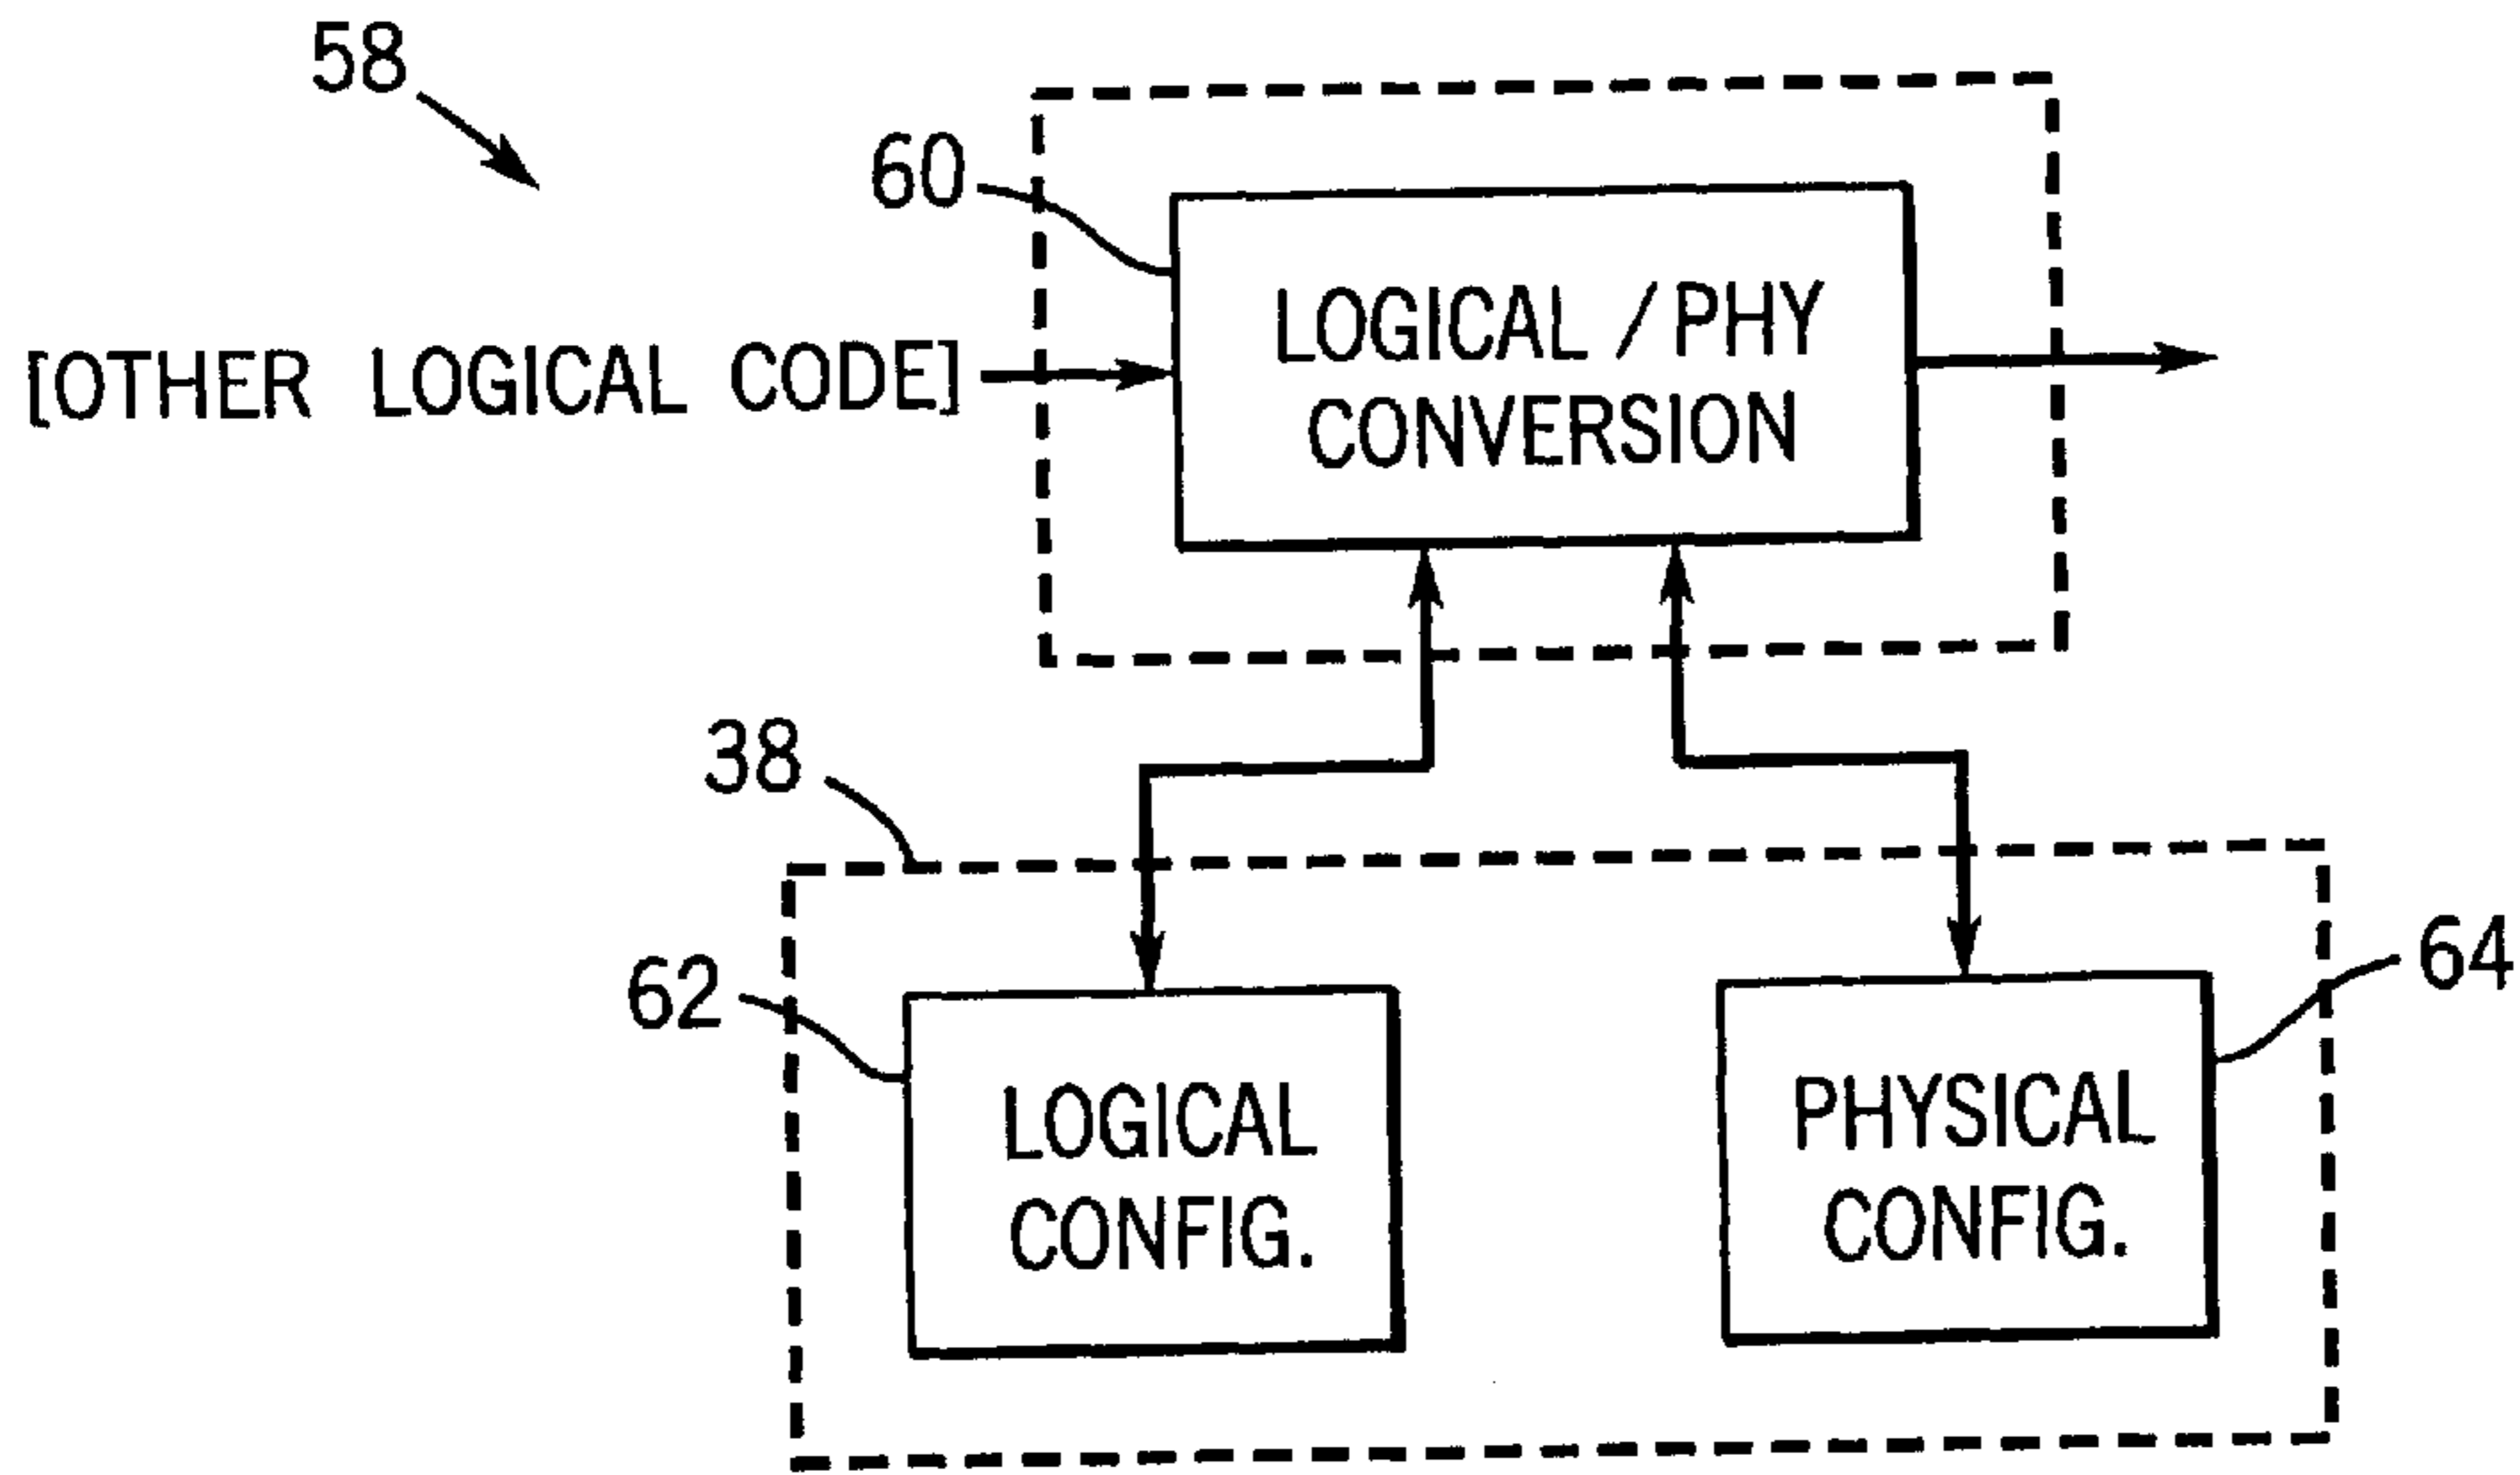 58
60
LOGICAL / PHY
CONVERSION
[OTHER LOGICAL CODE]
38
62
64
LOGICAL
CONFIG.
PHYSICAL
CONFIG.